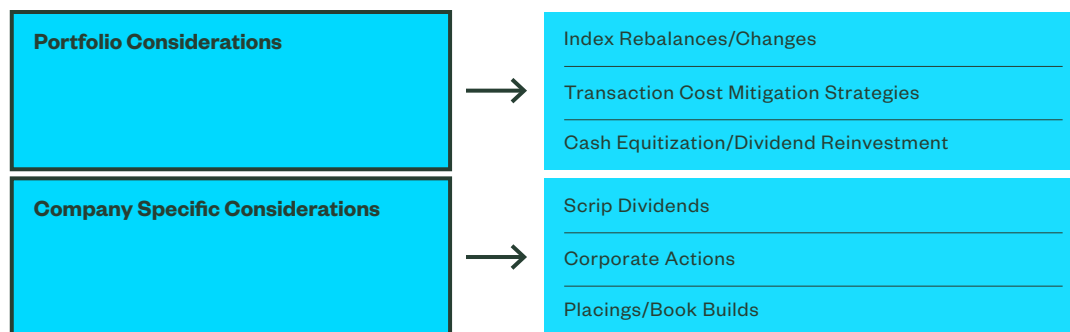 Portfolio Considerations
Index Rebalances/Changes
Transaction Cost Mitigation Strategies
Cash Equitization/Dividend Reinvestment
Company Specific Considerations
Scrip Dividends
Corporate Actions
Placings/Book Builds